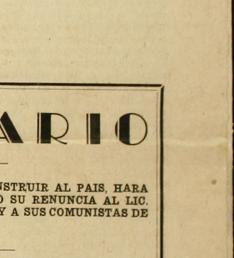 ARIO
NSTRUIR AL PAIS, HARA
O SU RENUNCIA AL LIC.
Y A SUS COMUNISTAS DE